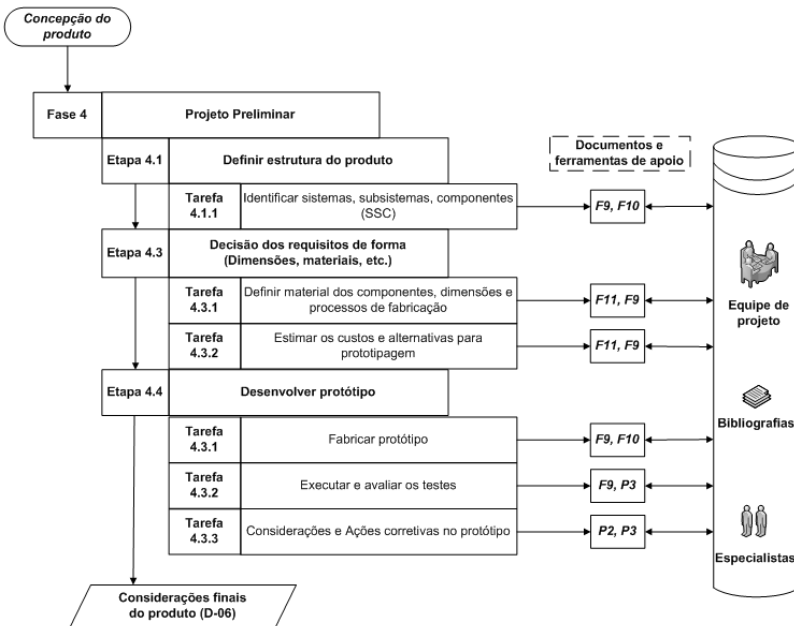 Concepção do
produto
Fase 4
Projeto Preliminar
Etapa 4.1
Definir estrutura do produto
Documentos e
ferramentas de apoio
Tarefa
4.1.1
Identificar sistemas, subsistemas, componentes
(SSC)
F9, F10
Etapa 4.3
Decisão dos requisitos de forma
(Dimensões, materiais, etc.)
Tarefa
4.3.1
Definir material dos componentes, dimensões e
processos de fabricação
F11, F9
Tarefa
4.3.2
Estimar os custos e alternativas para
prototipagem
F11, F9
Etapa 4.4
Desenvolver protótipo
Tarefa
4.3.1
Fabricar protótipo
F9, F10
Tarefa
4.3.2
Executar e avaliar os testes
F9, P3
Tarefa
4.3.3
Considerações e Ações corretivas no protótipo
P2, P3
Equipe de
projeto
Bibliografias
Especialistas
Considerações finais
do produto (D-06)